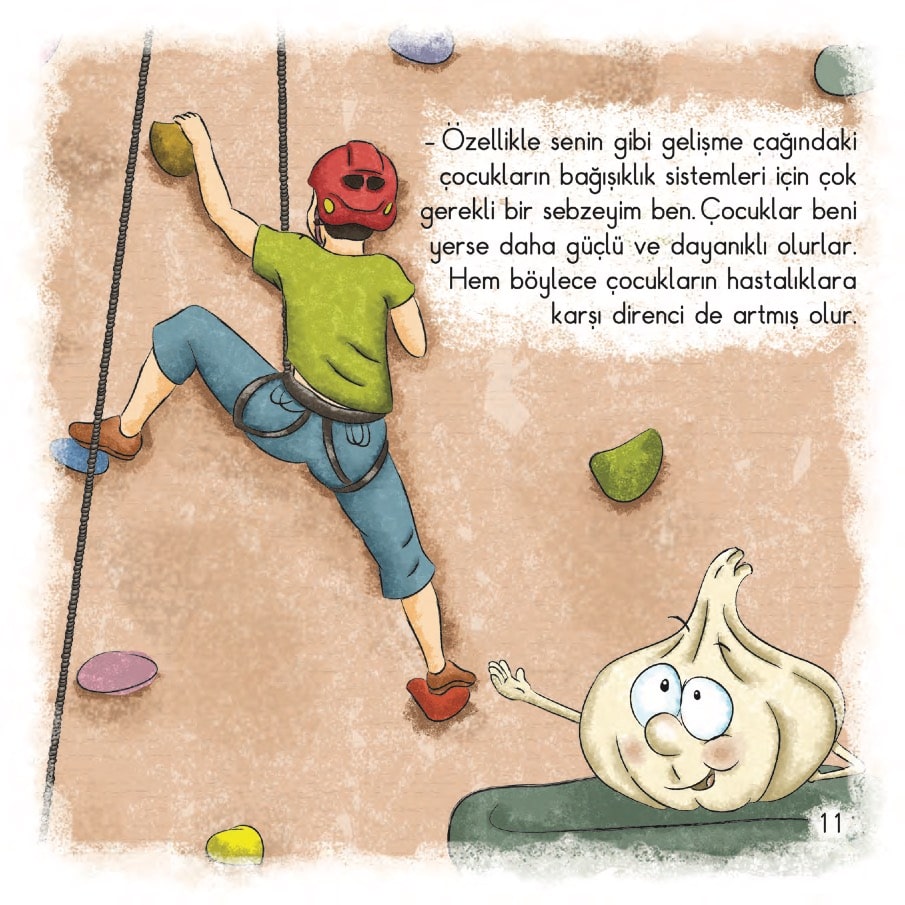 - Özellikle senin gibi gelişme çağındaki
çocukların bağışıklık sistemleri için çok
gerekli bir sebzeyim ben. Çocuklar beni
yerse daha güçlü ve dayanıklı olurlar.
Hem böylece çocukların hastalıklara
karşı direnci de artmış olur.
11